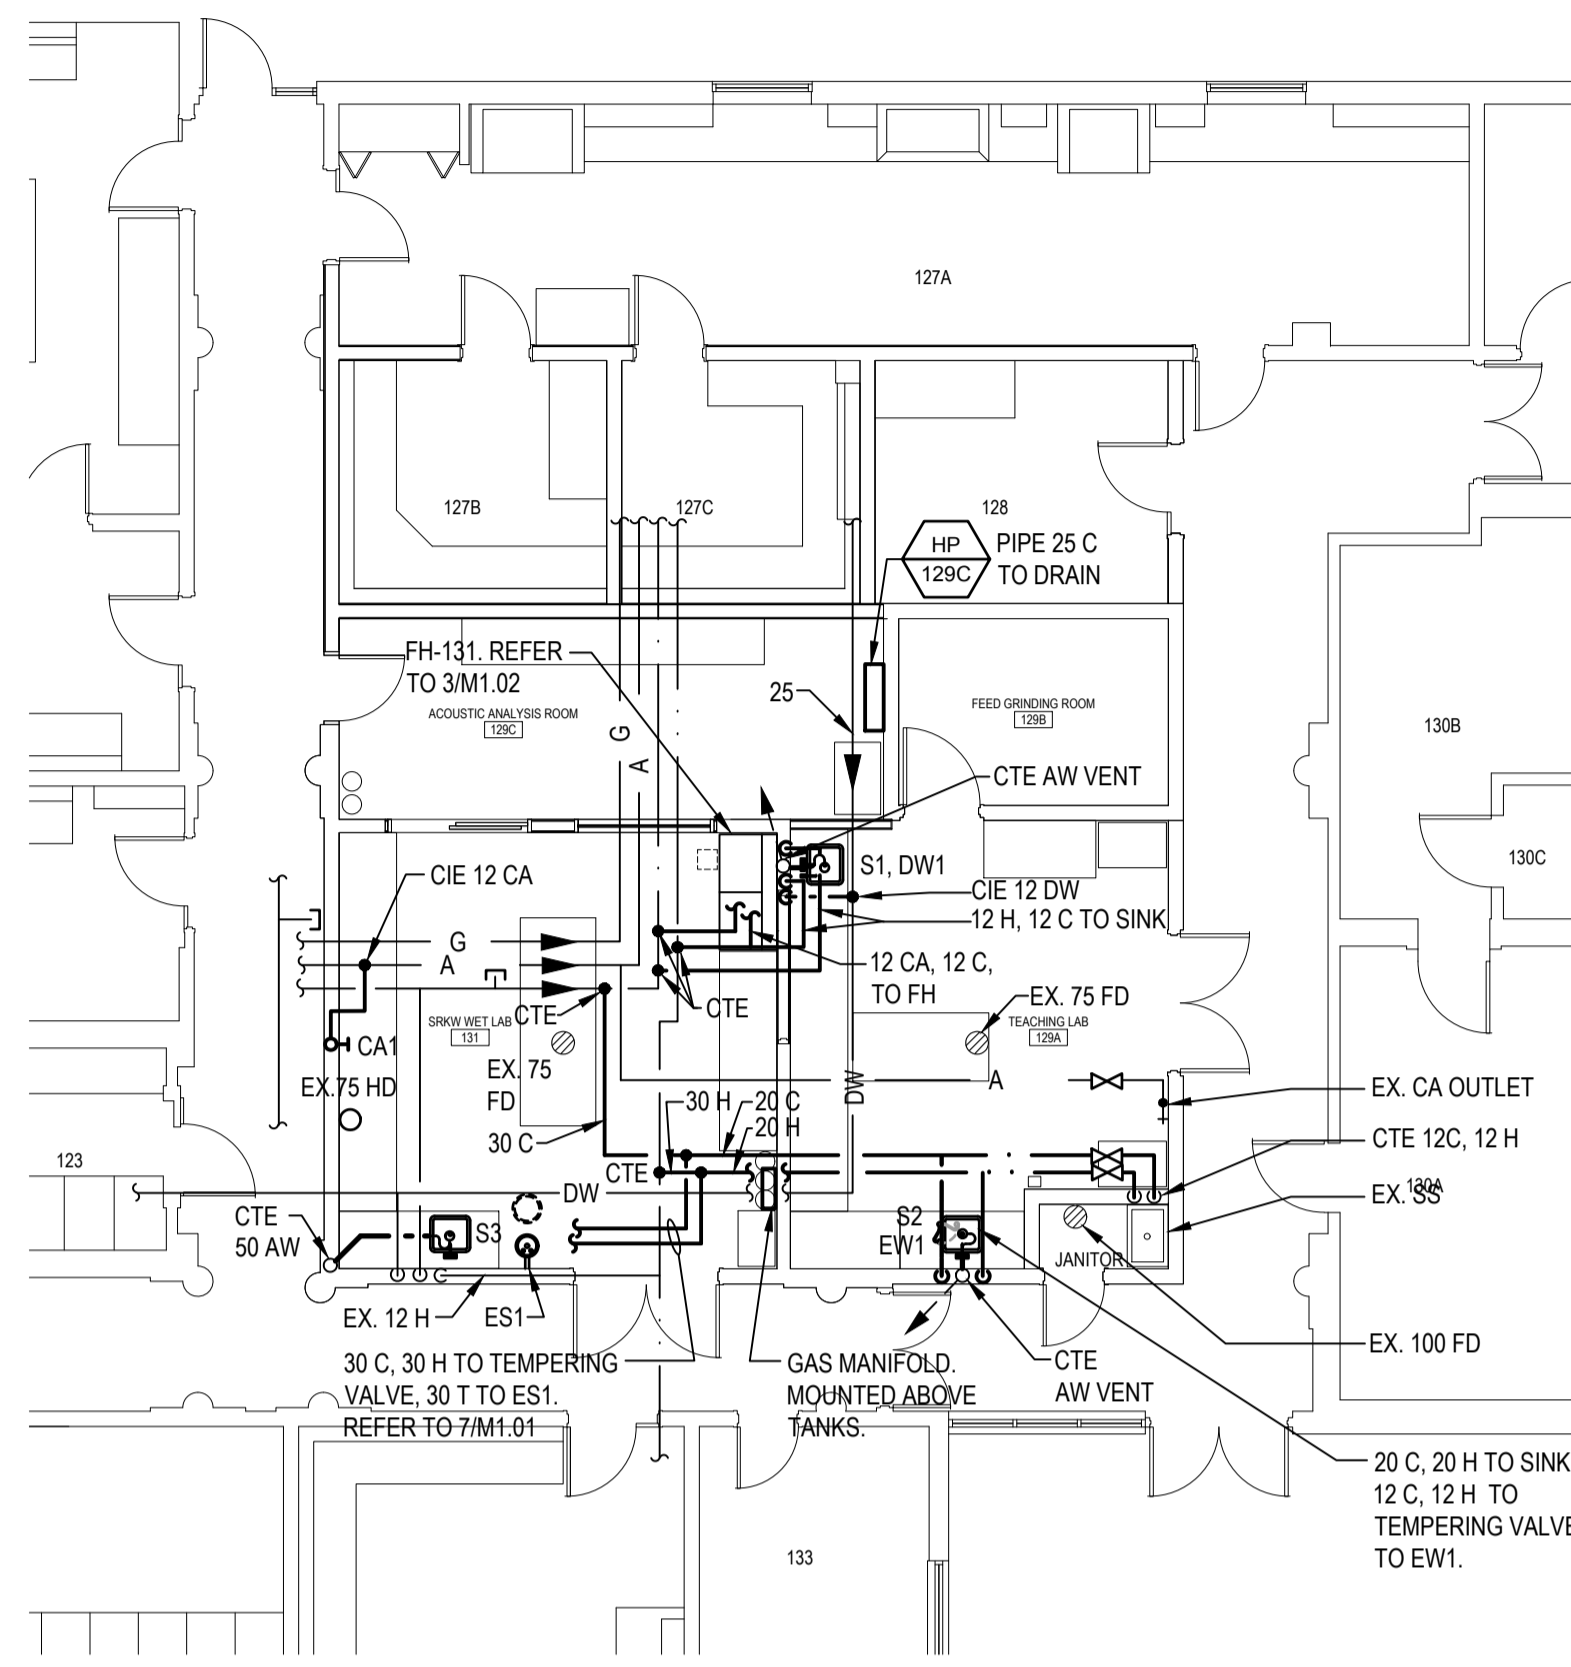 127A
127B
127C
128
HP
129C
PIPE 25 C
TO DRAIN
FH-131. REFER
TO 3/M1.02
25
ACOUSTIC ANALYSIS ROOM
129C
G
A
FEED GRINDING ROOM
129B
130B
CTE AW VENT
CIE 12 CA
S1, DW1
130C
CIE 12 DW
12 H, 12 C TO SINK
G
A
12 CA, 12 C,
TO FH
CTE
CTE
EX. 75 FD
SRKW WET LAB
131
TEACHING LAB
129A
CA1
EX. 75
FD
EX.75 HD
DW
A
EX. CA OUTLET
30 H
20 C
20 H
30 C
CTE 12C, 12 H
123
CTE
DW
EX. SS
130A
CTE
50 AW
S3
S2
EW1
JANITOR
EX. 12 H
ES1
EX. 100 FD
30 C, 30 H TO TEMPERING
VALVE, 30 T TO ES1.
REFER TO 7/M1.01
GAS MANIFOLD.
MOUNTED ABOVE
TANKS.
CTE
AW VENT
20 C, 20 H TO SINK
12 C, 12 H TO
TEMPERING VALVE
TO EW1.
133